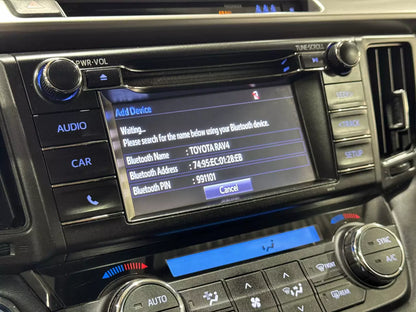 PWR·VOL
TUNE·SCROLL
Add Device
Waiting...
Please search for the name below using your Bluetooth device.
Bluetooth Name : TOYOTA RAV4
Bluetooth Address : 74:95:EC:01:28:EB
Bluetooth PIN : 991101
Cancel
AUDIO
CAR
SETUP
AUTO
FRONT
REAR
SYNC
A/C